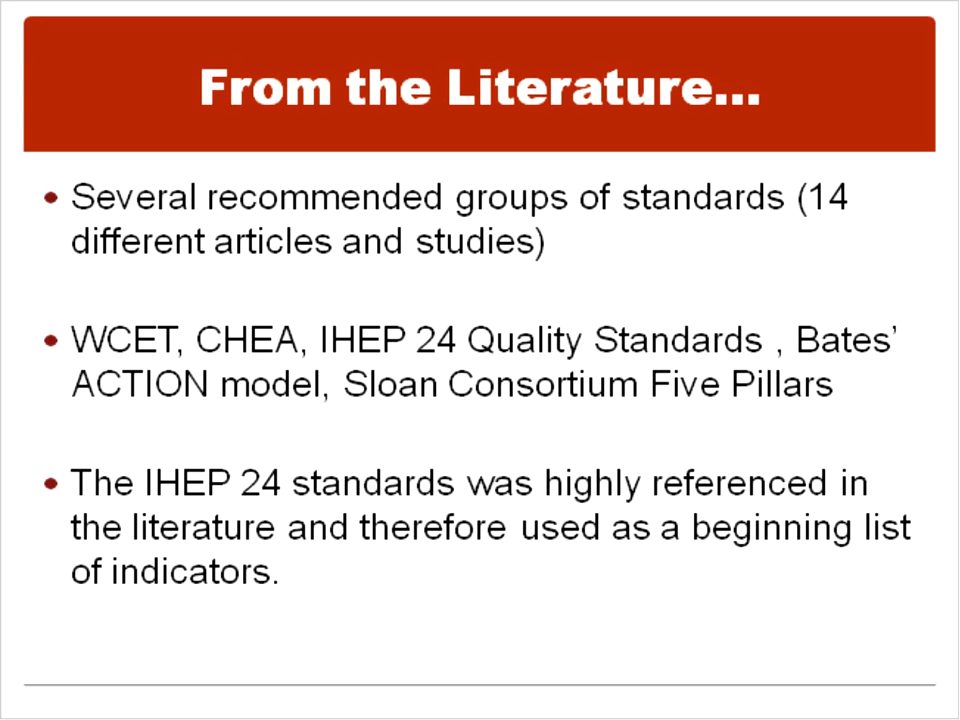 From the Literature...
• Several recommended groups of standards (14
different articles and studies)
• WCET, CHEA, IHEP 24 Quality Standards , Bates’
ACTION model, Sloan Consortium Five Pillars
• The IHEP 24 standards was highly referenced in
the literature and therefore used as a beginning list
of indicators.